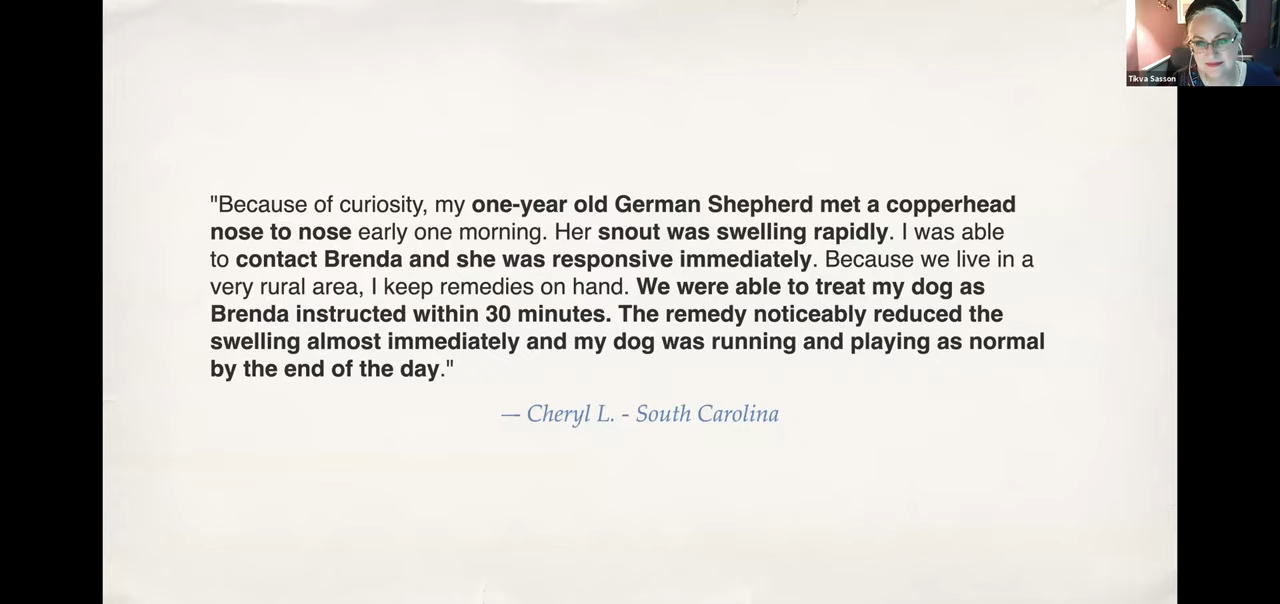 Tikva Sasson
"Because of curiosity, my one-year old German Shepherd met a copperhead
nose to nose early one morning. Her snout was swelling rapidly. I was able
to contact Brenda and she was responsive immediately. Because we live in a
very rural area, I keep remedies on hand. We were able to treat my dog as
Brenda instructed within 30 minutes. The remedy noticeably reduced the
swelling almost immediately and my dog was running and playing as normal
by the end of the day."
— Cheryl L. - South Carolina